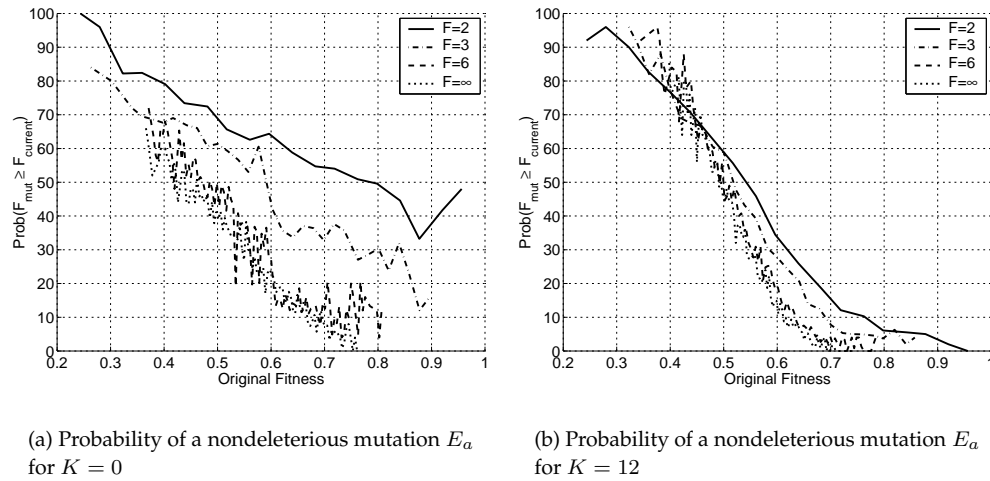 100
90
80
70
60
50
40
30
20
10
0
Prob(F_mut ≥ F_current)
0.2 0.3 0.4 0.5 0.6 0.7 0.8 0.9 1
Original Fitness
F=2
F=3
F=6
F=∞
100
90
80
70
60
50
40
30
20
10
0
Prob(F_mut ≥ F_current)
0.2 0.3 0.4 0.5 0.6 0.7 0.8 0.9 1
Original Fitness
F=2
F=3
F=6
F=∞
(a) Probability of a nondeleterious mutation E_a
for K = 0
(b) Probability of a nondeleterious mutation E_a
for K = 12